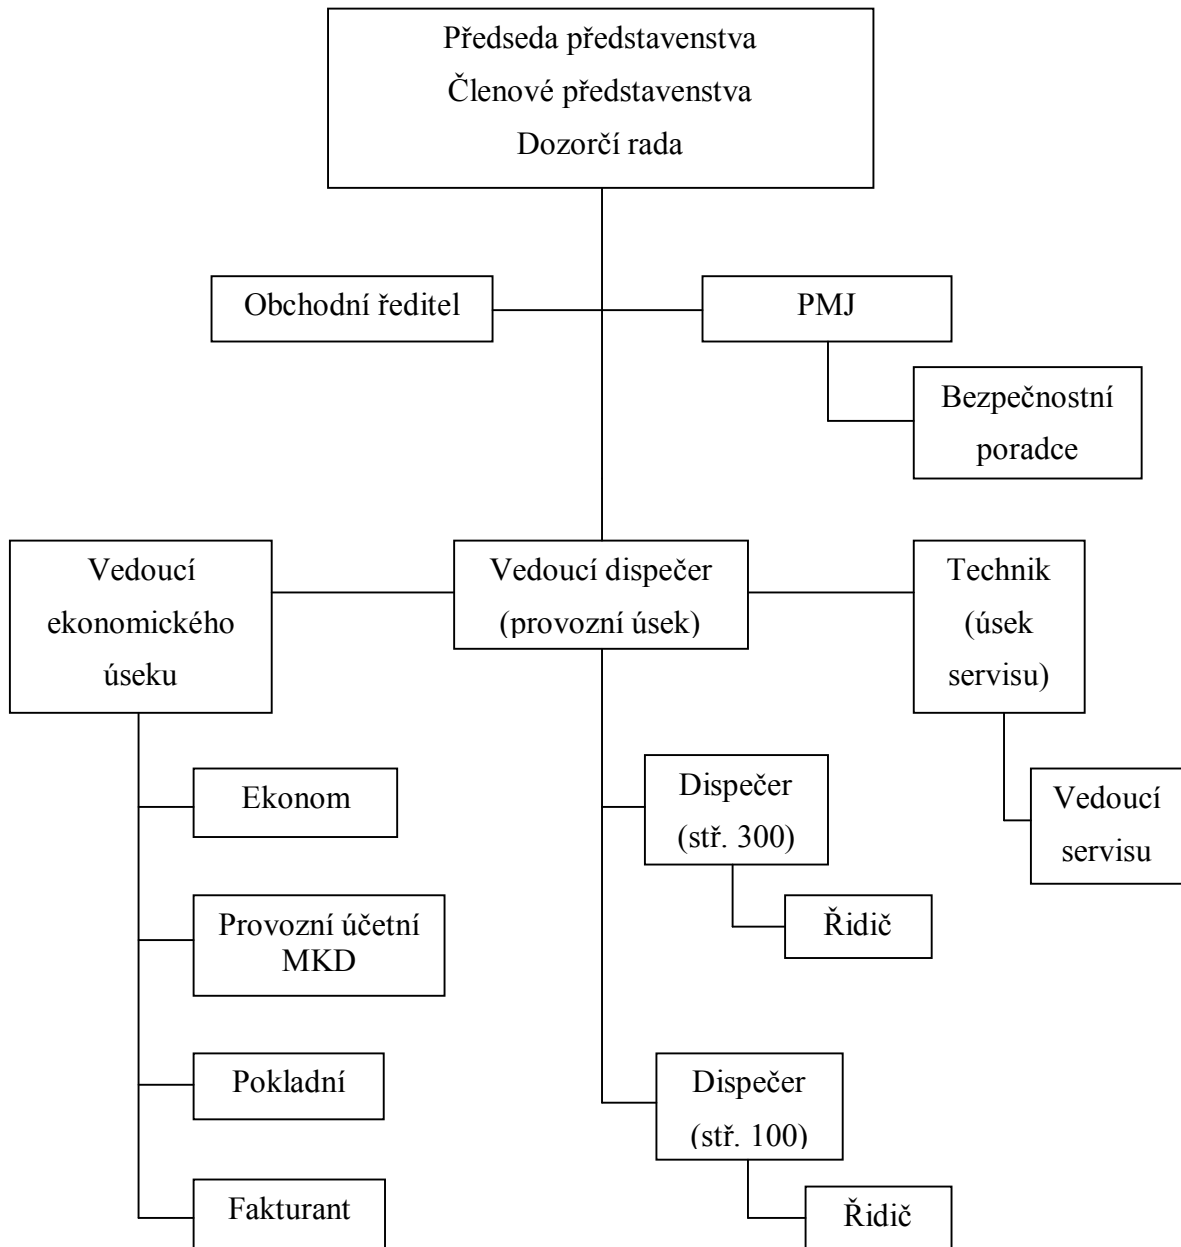 Předseda představenstva
Členové představenstva
Dozorčí rada
Obchodní ředitel
PMJ
Bezpečnostní
poradce
Vedoucí
ekonomického
úseku
Vedoucí dispečer
(provozní úsek)
Technik
(úsek
servisu)
Ekonom
Provozní účetní
MKD
Pokladní
Fakturant
Dispečer
(stř. 300)
Řidič
Dispečer
(stř. 100)
Řidič
Vedoucí
servisu